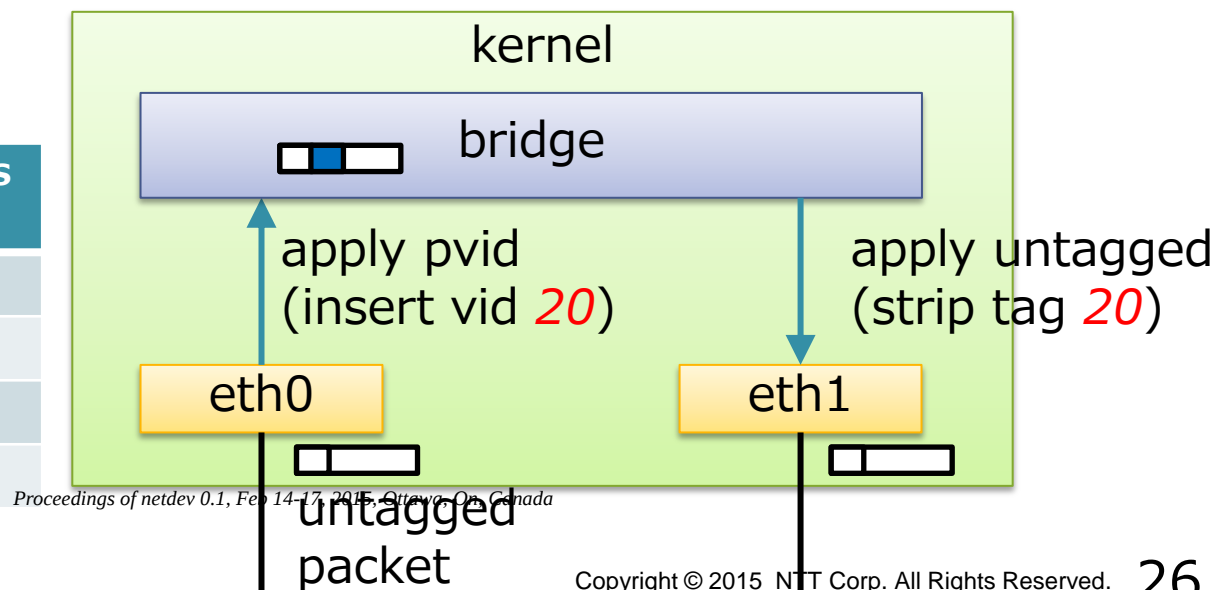 kernel
bridge
s
apply pvid
(insert vid 20)
apply untagged
(strip tag 20)
eth0
eth1
Proceedings of netdev 0.1, Feb 14-17, 2015, Ottawa, On, Canada
untagged
packet
Copyright © 2015 NTT Corp. All Rights Reserved.
26